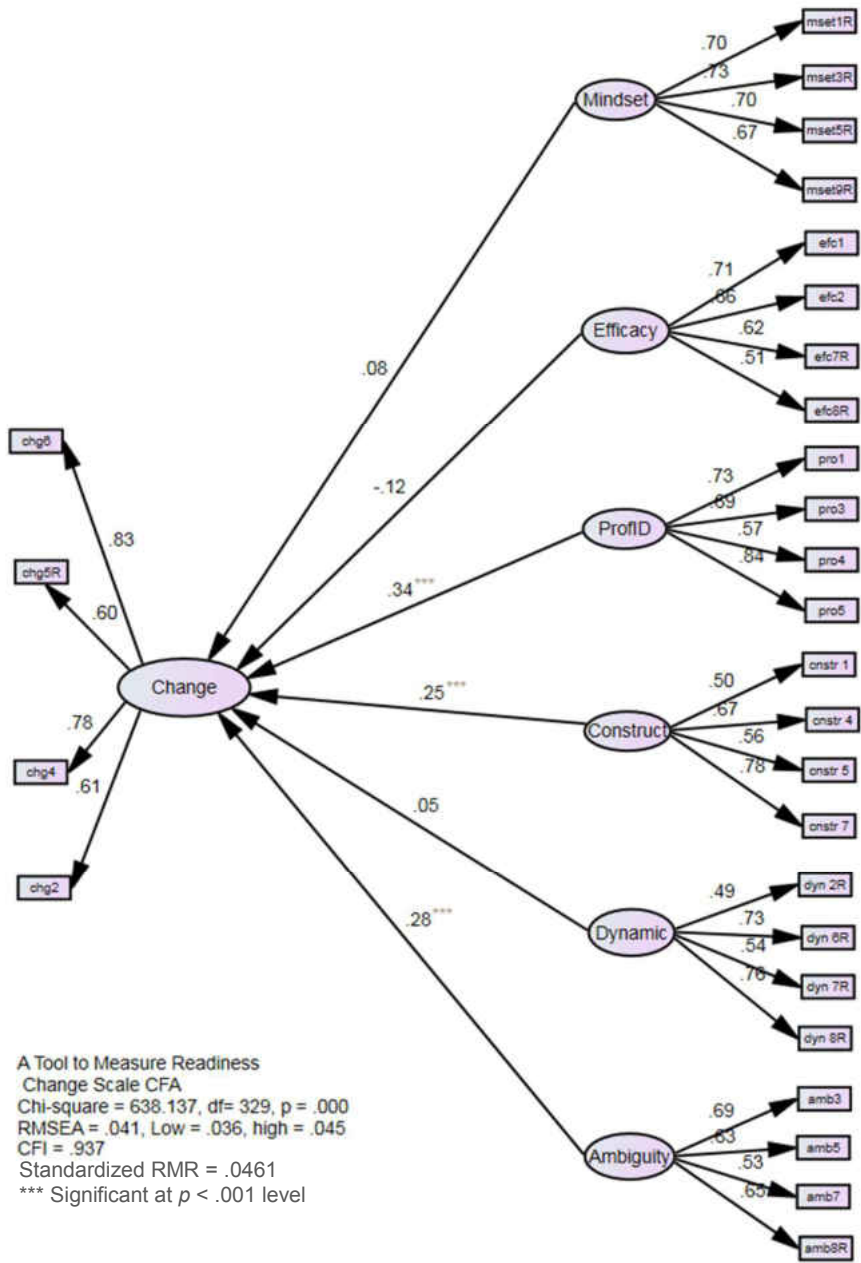 mset1R
.70
mset3R
.73
Mindset
.70
mset5R
.67
mset9R
efc1
.71
efc2
.66
Efficacy
.62
efc7R
.51
efc8R
.08
-.12
pro1
.73
pro3
.69
ProfID
.57
pro4
.84
pro5
.34***
chg6
.83
chg5R
.60
Change
.78
chg4
.61
chg2
.25***
cnstr 1
.50
.67
cnstr 4
Construct
.56
cnstr 5
.78
cnstr 7
.05
dyn 2R
.49
.73
dyn 6R
Dynamic
.54
dyn 7R
.76
dyn 8R
.28***
amb3
.69
.63
amb5
Ambiguity
.53
amb7
.65
amb8R
A Tool to Measure Readiness
Change Scale CFA
Chi-square = 638.137, df= 329, p = .000
RMSEA = .041, Low = .036, high = .045
CFI = .937
Standardized RMR = .0461
*** Significant at p < .001 level